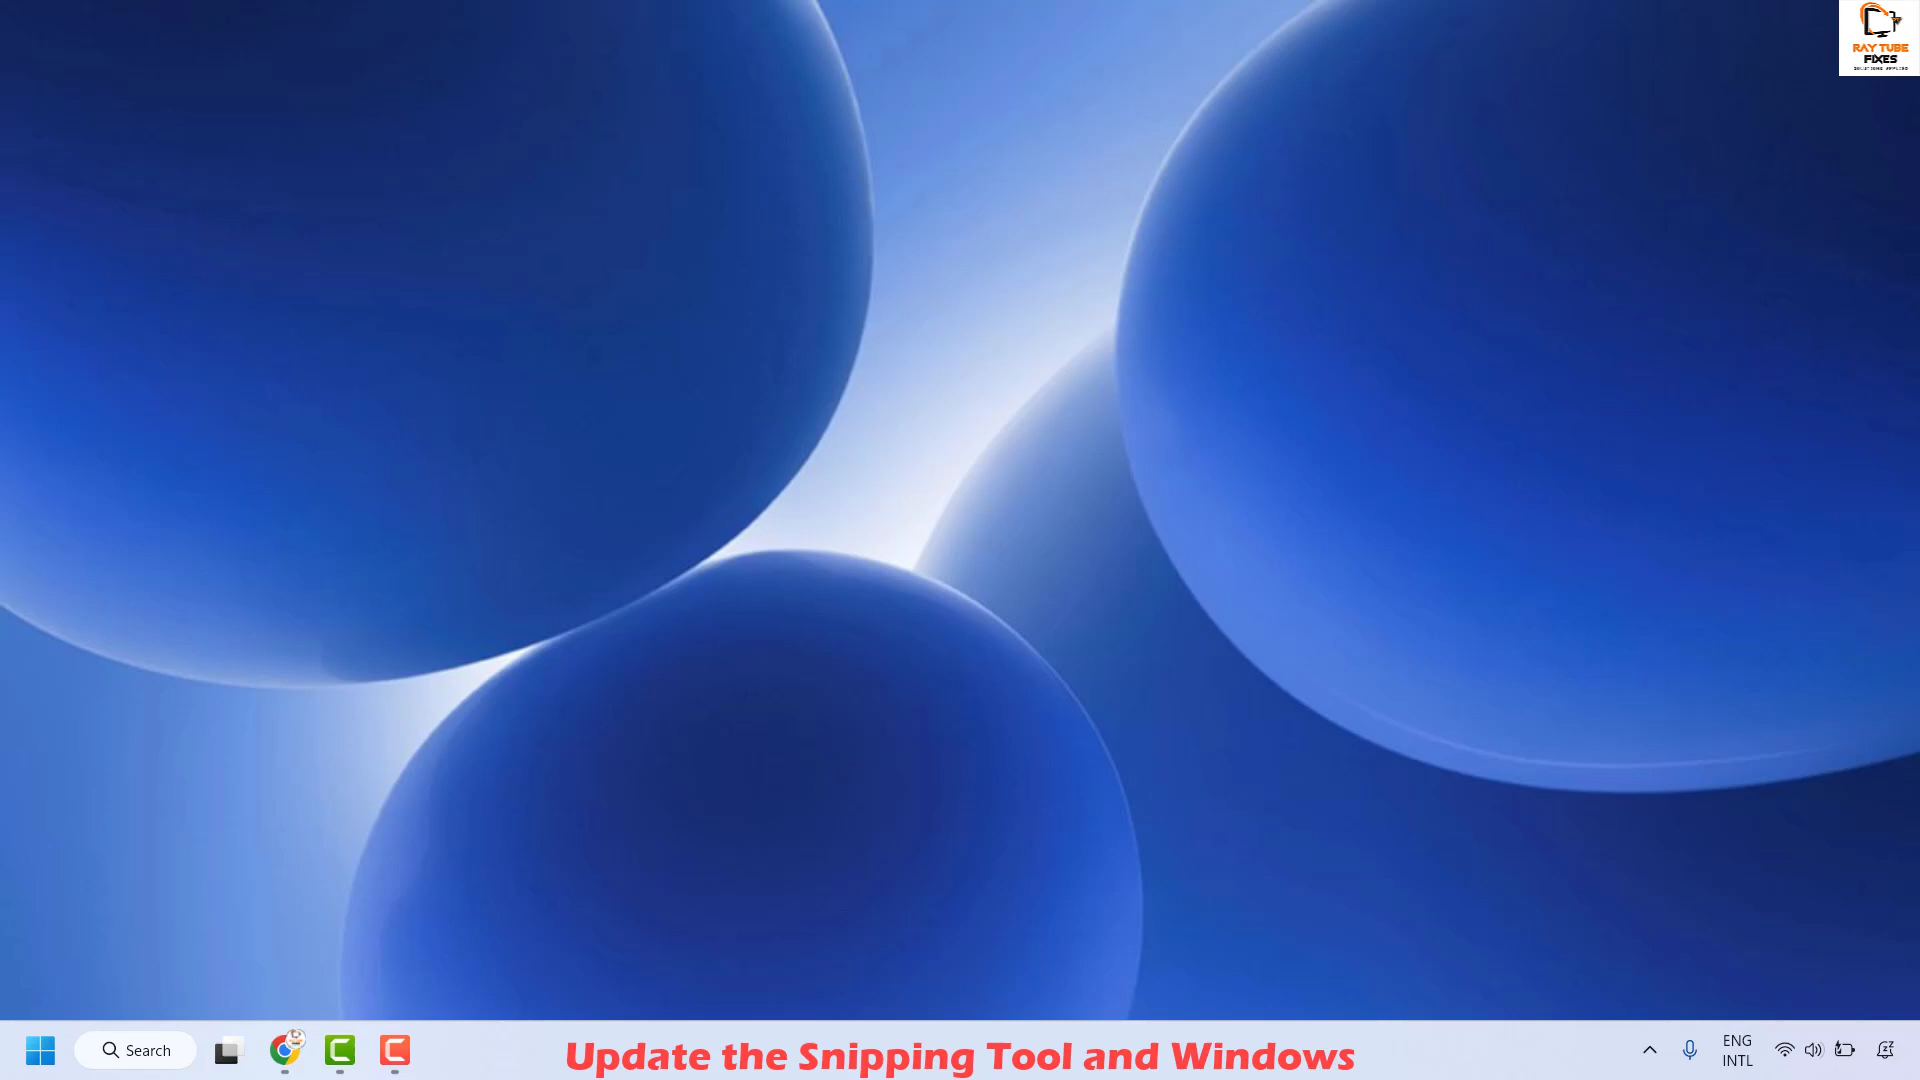 RAY TUBE
FIXES
Search
Update the Snipping Tool and Windows
ENG
INTL